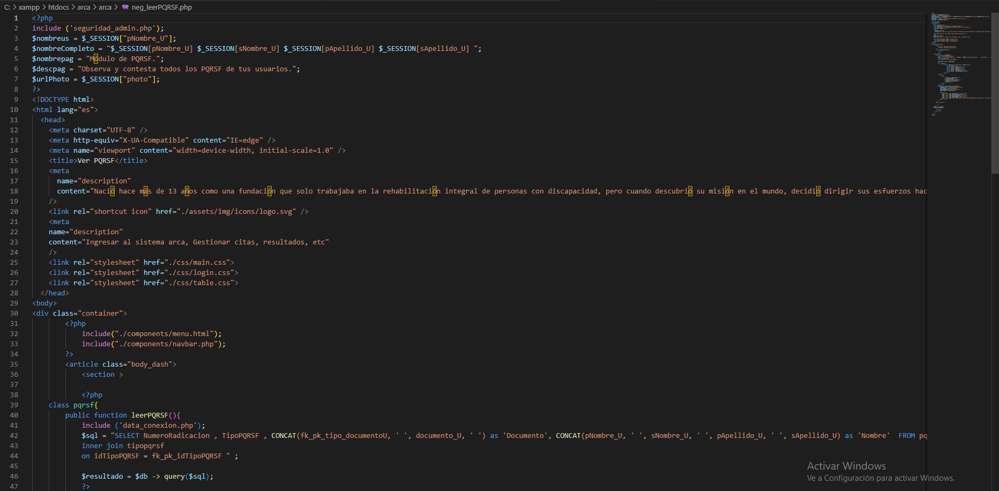 C: > xampp > htdocs > arca > arca > neg_leerPQRSF.php
1 <?php
2 include ('seguridad_admin.php');
3 $nombreus = $_SESSION["pNombre_U"];
4 $nombreCompleto = "$_SESSION[pNombre_U] $_SESSION[sNombre_U] $_SESSION[pApellido_U] $_SESSION[sApellido_U] ";
5 $nombrepag = "Módulo de PQRSF.";
6 $descpag = "Observa y contesta todos los PQRSF de tus usuarios.";
7 $urlPhoto = $_SESSION["photo"];
8 ?>
9 <!DOCTYPE html>
10 <html lang="es">
11 <head>
12 <meta charset="UTF-8" />
13 <meta http-equiv="X-UA-Compatible" content="IE=edge" />
14 <meta name="viewport" content="width=device-width, initial-scale=1.0" />
15 <title>Ver PQRSF</title>
16 <meta
17 name="description"
18 content="Nació hace más de 13 años como una fundación que solo trabajaba en la rehabilitación integral de personas con discapacidad, pero cuando descubrió su misión en el mundo, decidió dirigir sus esfuerzos hac
19 />
20 <link rel="shortcut icon" href="./assets/img/icons/logo.svg" />
21 <meta
22 name="description"
23 content="Ingresar al sistema arca, Gestionar citas, resultados, etc"
24 />
25 <link rel="stylesheet" href="./css/main.css">
26 <link rel="stylesheet" href="./css/login.css">
27 <link rel="stylesheet" href="./css/table.css">
28 </head>
29 <body>
30 <div class="container">
31 <?php
32 include("./components/menu.html");
33 include("./components/navbar.php");
34 ?>
35 <article class="body_dash">
36 <section >
37
38 <?php
39 class pqrsf{
40 public function leerPQRSF(){
41 include ('data_conexion.php');
42 $sql = "SELECT NumeroRadicacion , TipoPQRSF , CONCAT(fk_pk_tipo_documentoU, ' ', documento_U, ' ') as 'Documento', CONCAT(pNombre_U, ' ', sNombre_U, ' ', pApellido_U, ' ', sApellido_U) as 'Nombre'  FROM pq
43 inner join tipopqrsf
44 on idTipoPQRSF = fk_pk_idTipoPQRSF " ;
45
46 $resultado = $db -> query($sql);
47 ?>
Activar Windows
Ve a Configuración para activar Windows.